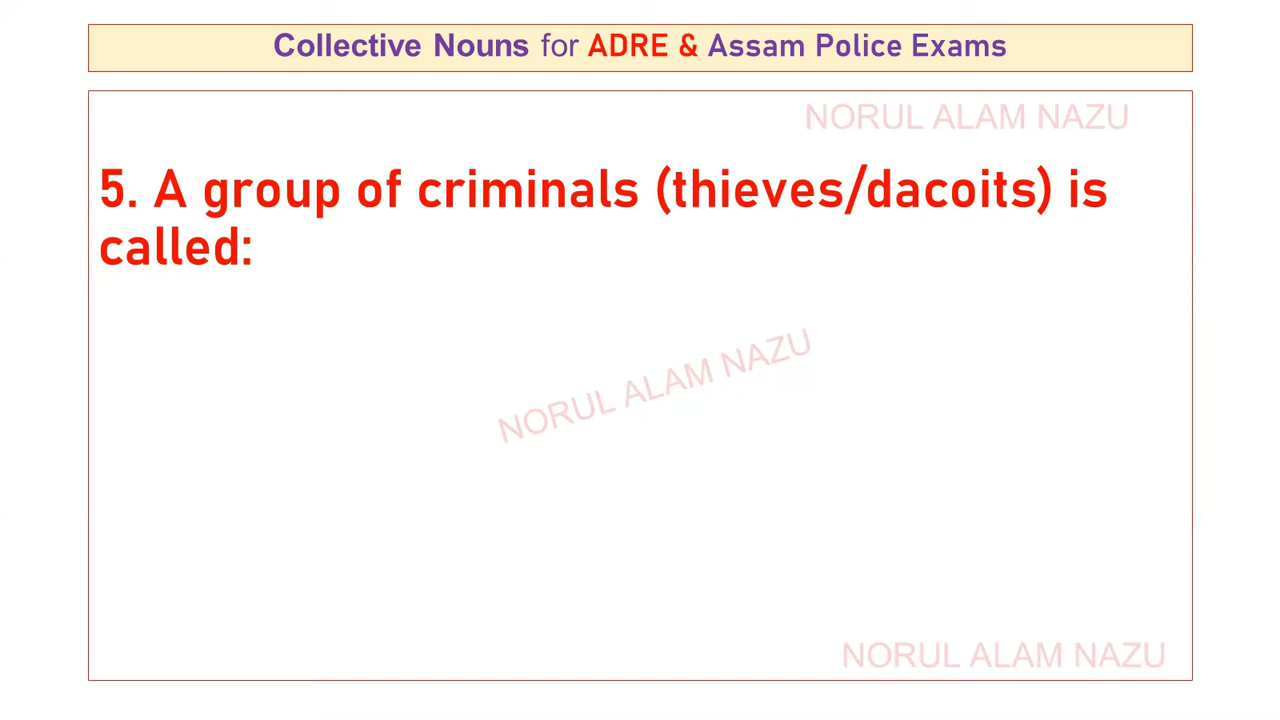 Collective Nouns for ADRE & Assam Police Exams
NORUL ALAM NAZU
5. A group of criminals (thieves/dacoits) is
called:
NORUL ALAM NAZU
NORUL ALAM NAZU